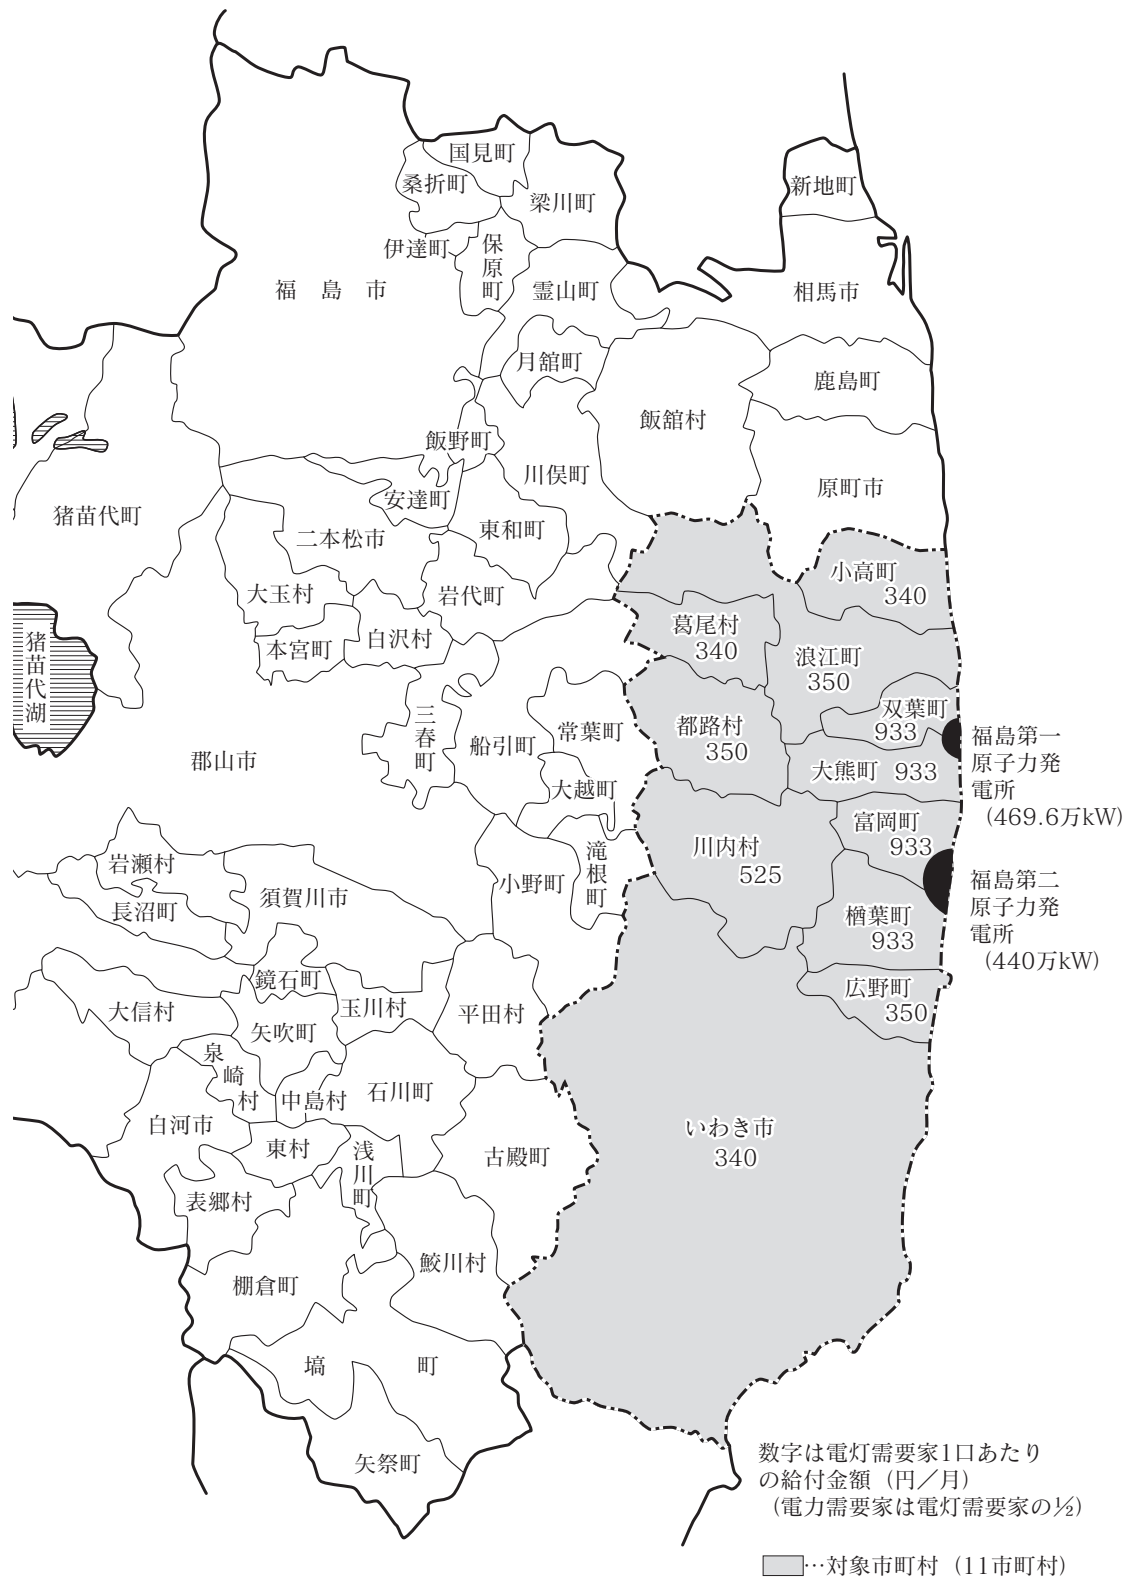 国見町
桑折町
梁川町
新地町
伊達町
保原町
福島市
霊山町
相馬市
月舘町
鹿島町
飯舘村
飯野町
川俣町
原町市
安達町
猪苗代町
二本松市
東和町
小高町
340
大玉村
岩代町
葛尾村
340
白沢村
本宮町
浪江町
350
猪苗代湖
三春町
船引町
常葉町
都路村
350
双葉町
933
福島第一
原子力発
電所
(469.6万kW)
郡山市
大越町
大熊町 933
富岡町
933
川内村
525
岩瀬村
滝根町
小野町
須賀川市
長沼町
福島第二
原子力発
電所
(440万kW)
楢葉町
933
鏡石町
広野町
350
大信村
玉川村
平田村
矢吹町
泉崎村
中島村
石川町
白河市
東村
浅川町
古殿町
いわき市
340
表郷村
鮫川村
棚倉町
塙町
矢祭町
数字は電灯需要家1口あたり
の給付金額（円／月）
（電力需要家は電灯需要家の½）
…対象市町村（11市町村）